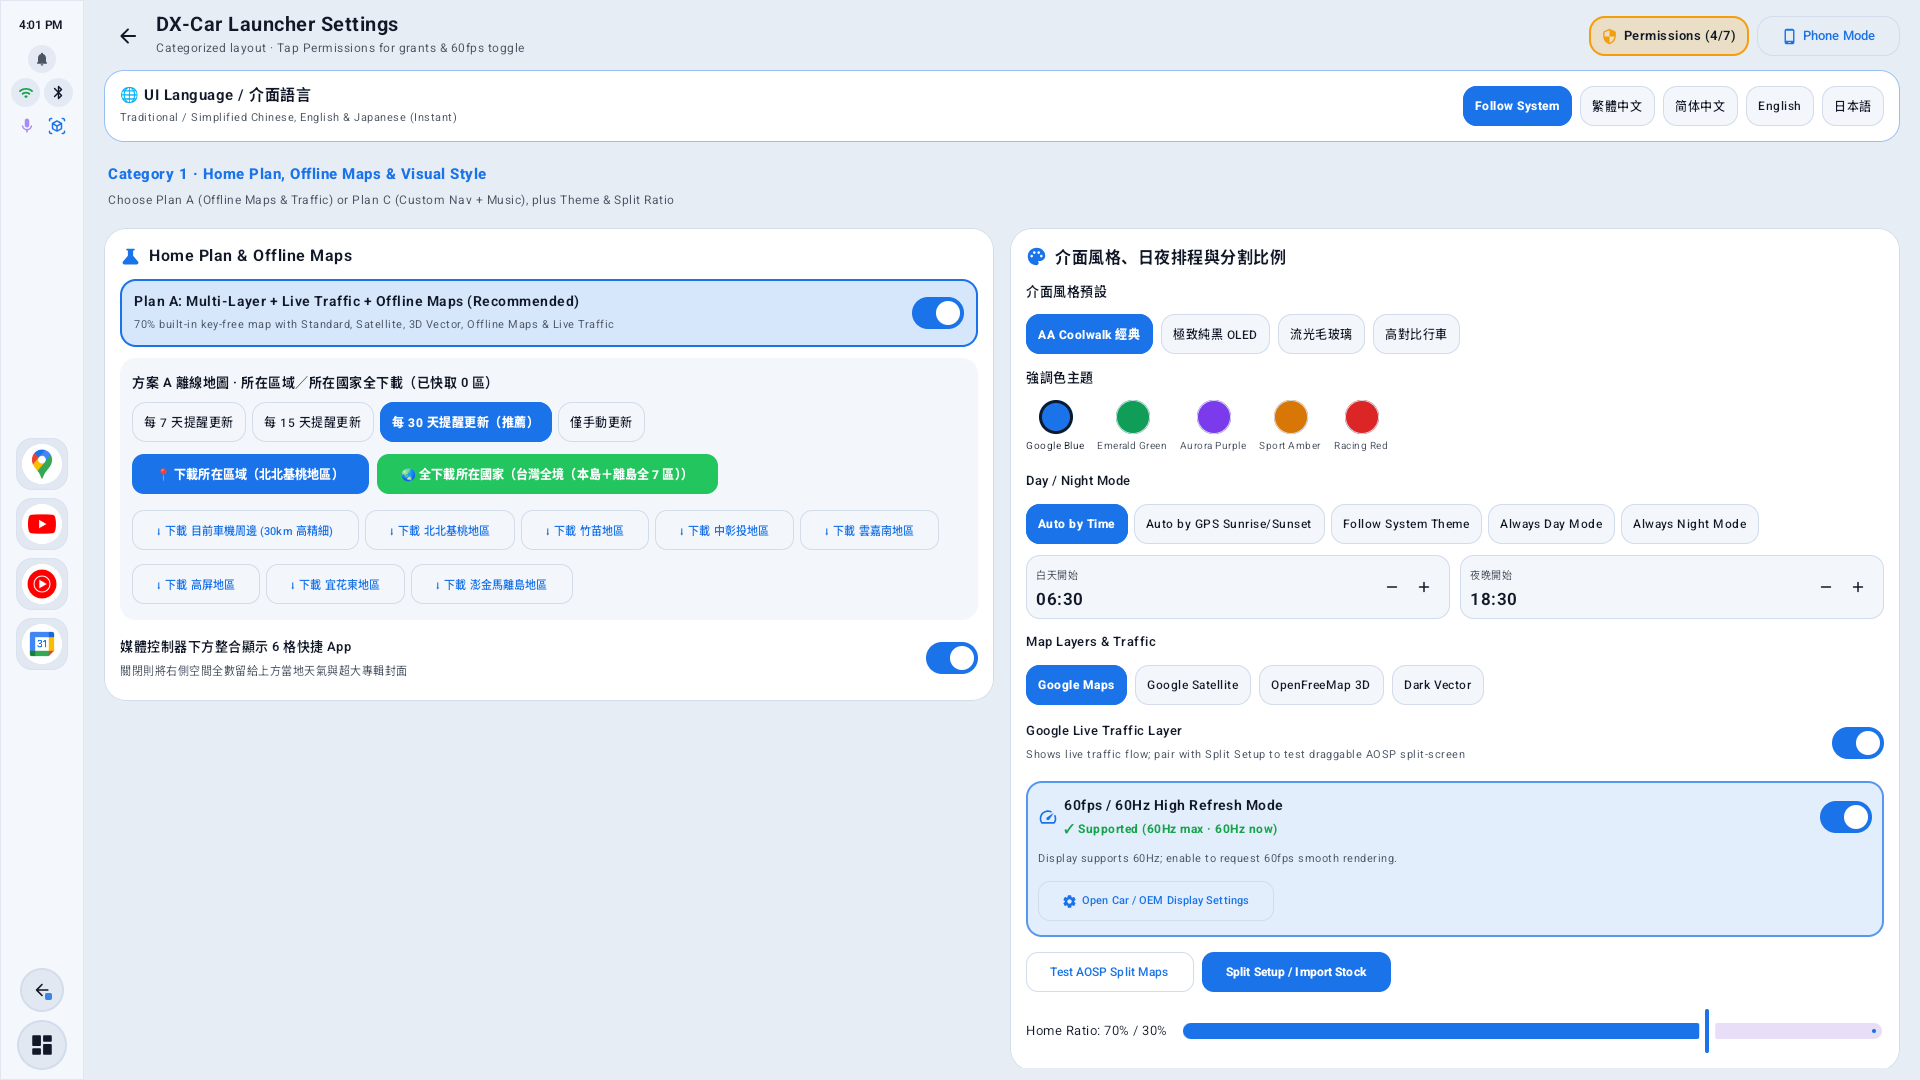 4:01 PM
DX-Car Launcher Settings
Categorized layout · Tap Permissions for grants & 60fps toggle
Permissions (4/7)
Phone Mode
UI Language / 介面語言
Traditional / Simplified Chinese, English & Japanese (Instant)
Follow System
繁體中文
简体中文
English
日本語
Category 1 · Home Plan, Offline Maps & Visual Style
Choose Plan A (Offline Maps & Traffic) or Plan C (Custom Nav + Music), plus Theme & Split Ratio
Home Plan & Offline Maps
Plan A: Multi-Layer + Live Traffic + Offline Maps (Recommended)
70% built-in key-free map with Standard, Satellite, 3D Vector, Offline Maps & Live Traffic
方案 A 離線地圖 · 所在區域／所在國家全下載（已快取 0 區）
每 7 天提醒更新
每 15 天提醒更新
每 30 天提醒更新（推薦）
僅手動更新
📍 下載所在區域（北北基桃地區）
🌏 全下載所在國家（台灣全境（本島＋離島全 7 區））
↓ 下載 目前車機周邊 (30km 高精細)
↓ 下載 北北基桃地區
↓ 下載 竹苗地區
↓ 下載 中彰投地區
↓ 下載 雲嘉南地區
↓ 下載 高屏地區
↓ 下載 宜花東地區
↓ 下載 澎金馬離島地區
媒體控制器下方整合顯示 6 格快捷 App
關閉則將右側空間全數留給上方當地天氣與超大專輯封面
介面風格、日夜排程與分割比例
介面風格預設
AA Coolwalk 經典
極致純黑 OLED
流光毛玻璃
高對比行車
強調色主題
Google Blue
Emerald Green
Aurora Purple
Sport Amber
Racing Red
Day / Night Mode
Auto by Time
Auto by GPS Sunrise/Sunset
Follow System Theme
Always Day Mode
Always Night Mode
白天開始
06:30
夜晚開始
18:30
Map Layers & Traffic
Google Maps
Google Satellite
OpenFreeMap 3D
Dark Vector
Google Live Traffic Layer
Shows live traffic flow; pair with Split Setup to test draggable AOSP split-screen
60fps / 60Hz High Refresh Mode
✓ Supported (60Hz max · 60Hz now)
Display supports 60Hz; enable to request 60fps smooth rendering.
Open Car / OEM Display Settings
Test AOSP Split Maps
Split Setup / Import Stock
Home Ratio: 70% / 30%
31